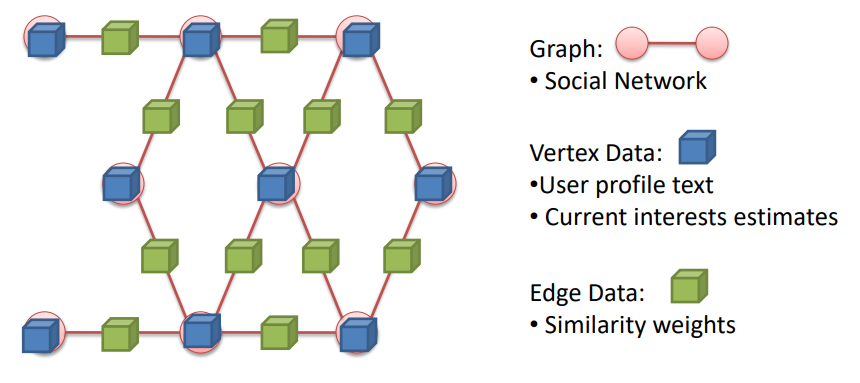 Graph:
• Social Network
Vertex Data:
•User profile text
• Current interests estimates
Edge Data:
• Similarity weights